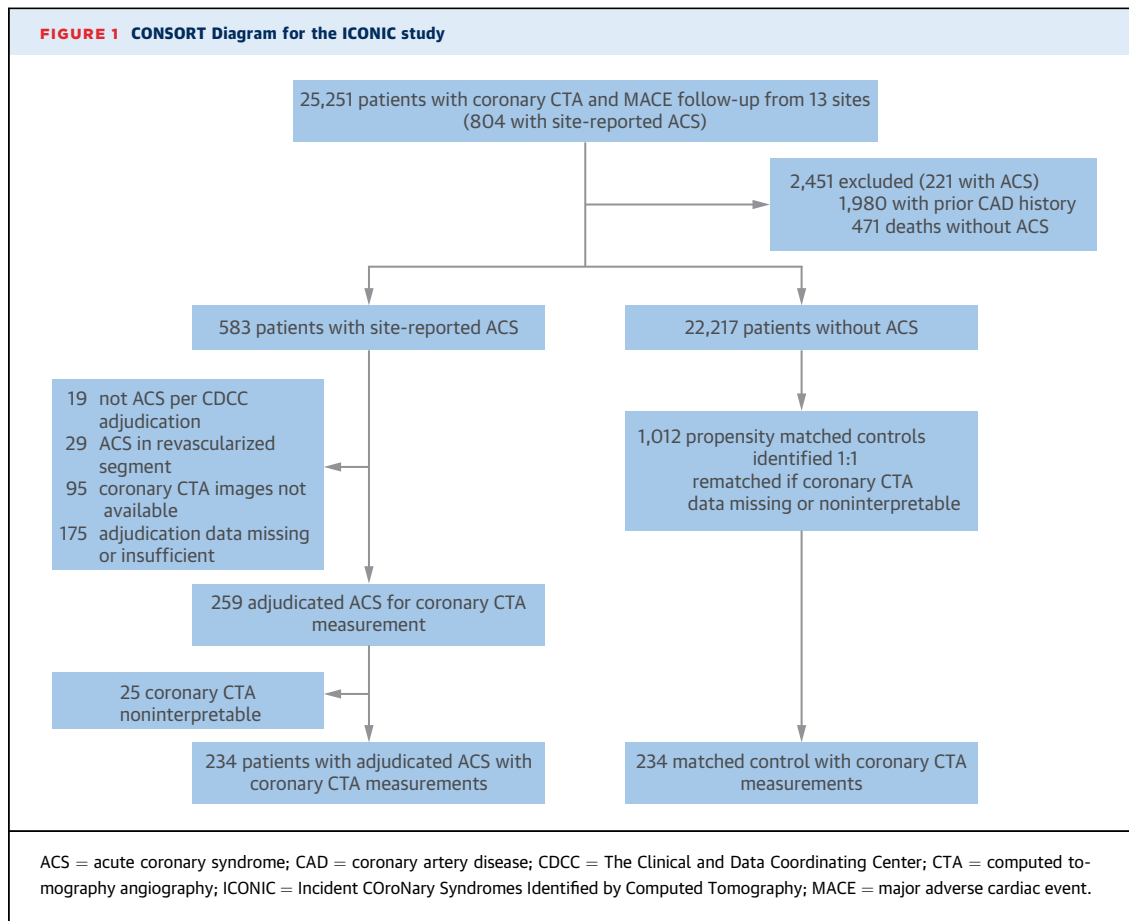 FIGURE 1 CONSORT Diagram for the ICONIC study
25,251 patients with coronary CTA and MACE follow-up from 13 sites
(804 with site-reported ACS)
2,451 excluded (221 with ACS)
1,980 with prior CAD history
471 deaths without ACS
583 patients with site-reported ACS
22,217 patients without ACS
19 not ACS per CDCC
adjudication
29 ACS in revascularized
segment
95 coronary CTA images not
available
175 adjudication data missing
or insufficient
1,012 propensity matched controls
identified 1:1
rematched if coronary CTA
data missing or noninterpretable
259 adjudicated ACS for coronary CTA
measurement
25 coronary CTA
noninterpretable
234 patients with adjudicated ACS with
coronary CTA measurements
234 matched control with coronary CTA
measurements
ACS = acute coronary syndrome; CAD = coronary artery disease; CDCC = The Clinical and Data Coordinating Center; CTA = computed to-
mography angiography; ICONIC = Incident COroNary Syndromes Identified by Computed Tomography; MACE = major adverse cardiac event.